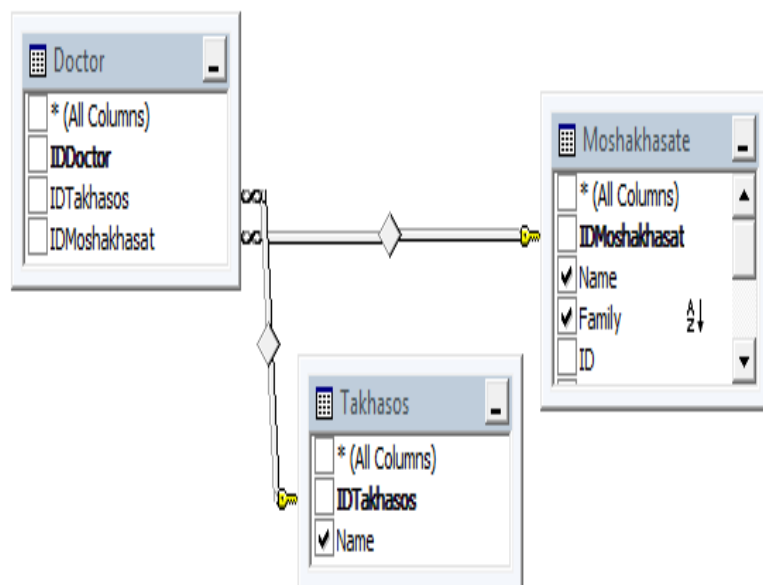 Doctor
* (All Columns)
IDDoctor
IDTakhasos
IDMoshakhasat
Moshakhasate
* (All Columns)
IDMoshakhasat
Name
Family
ID
Takhasos
* (All Columns)
IDTakhasos
Name